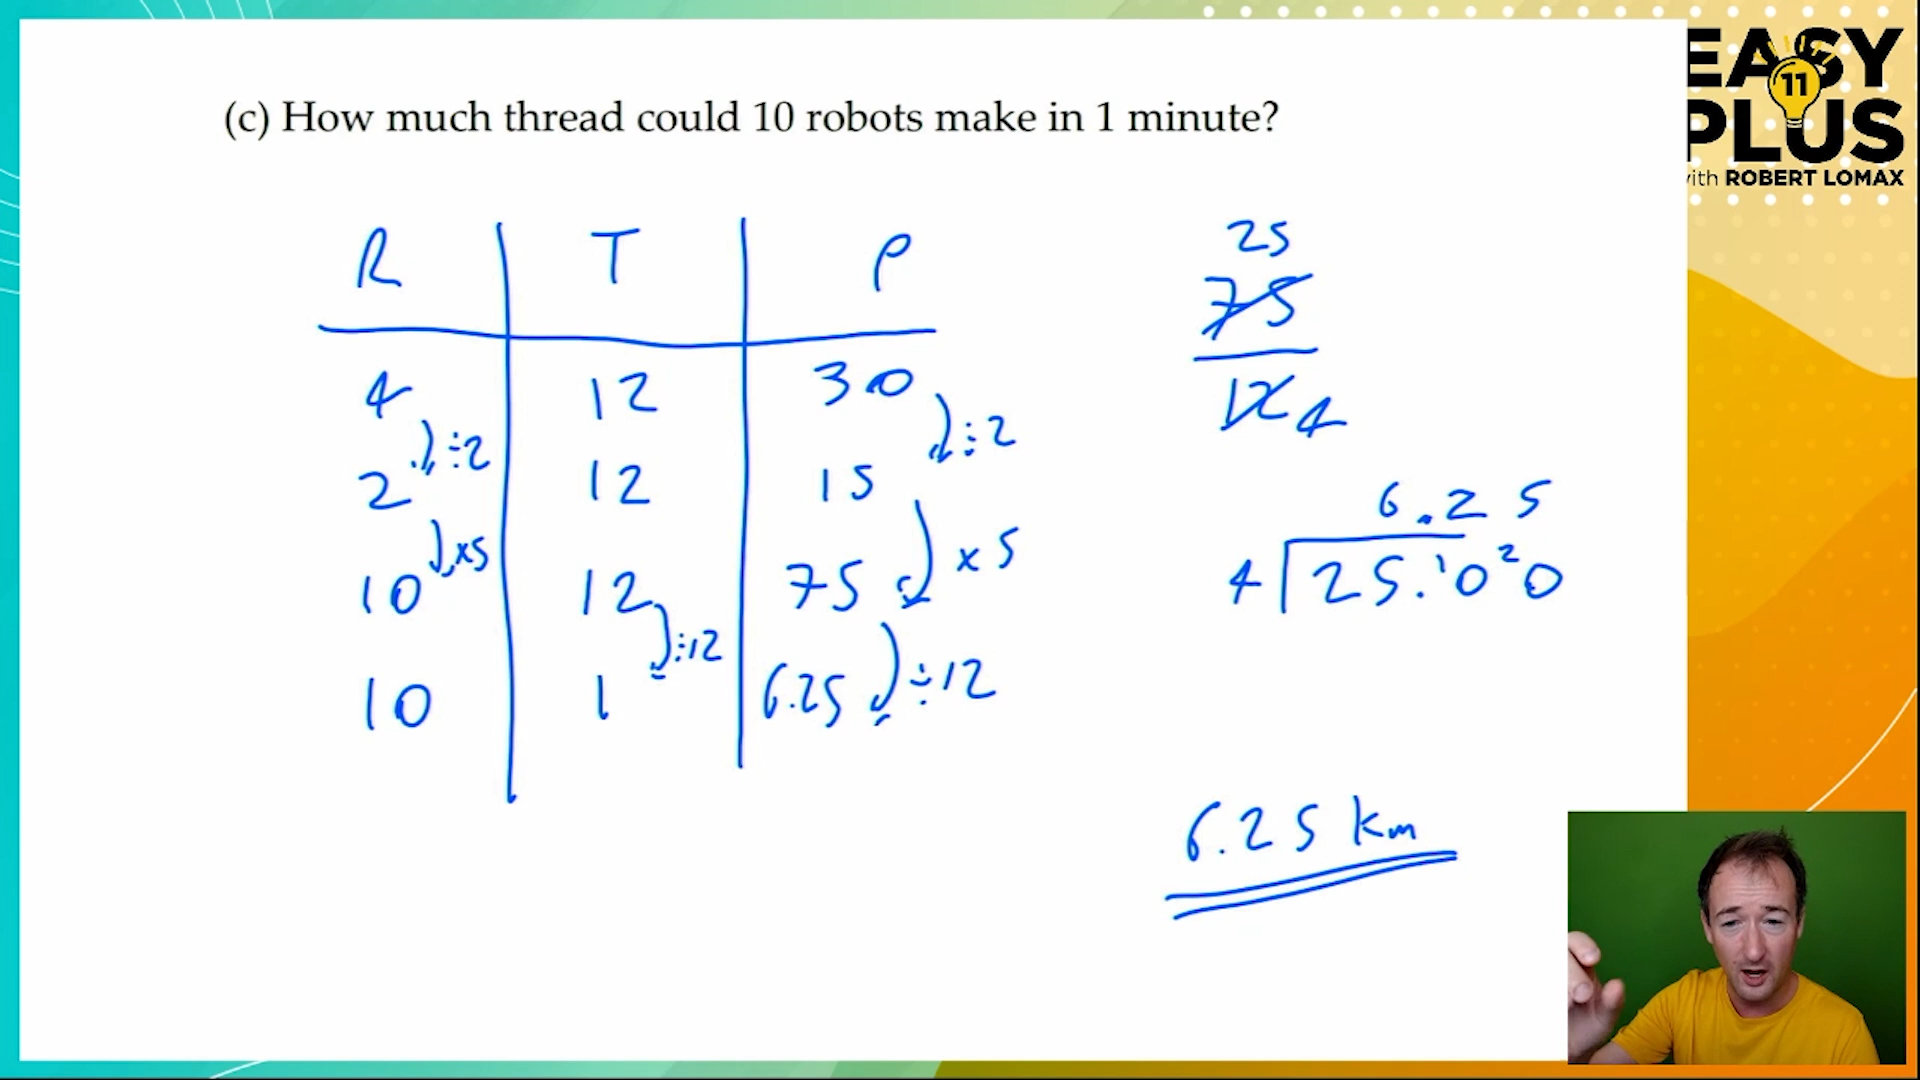 EASY
11
PLUS
with ROBERT LOMAX
(c) How much thread could 10 robots make in 1 minute?
R T P
4 12 30
÷2 ÷2
2 12 15
×5 ×5
10 12 75
÷12 ÷12
10 1 6.25
25
75
12 4
6.25
4 25.¹0²0
6.25 km